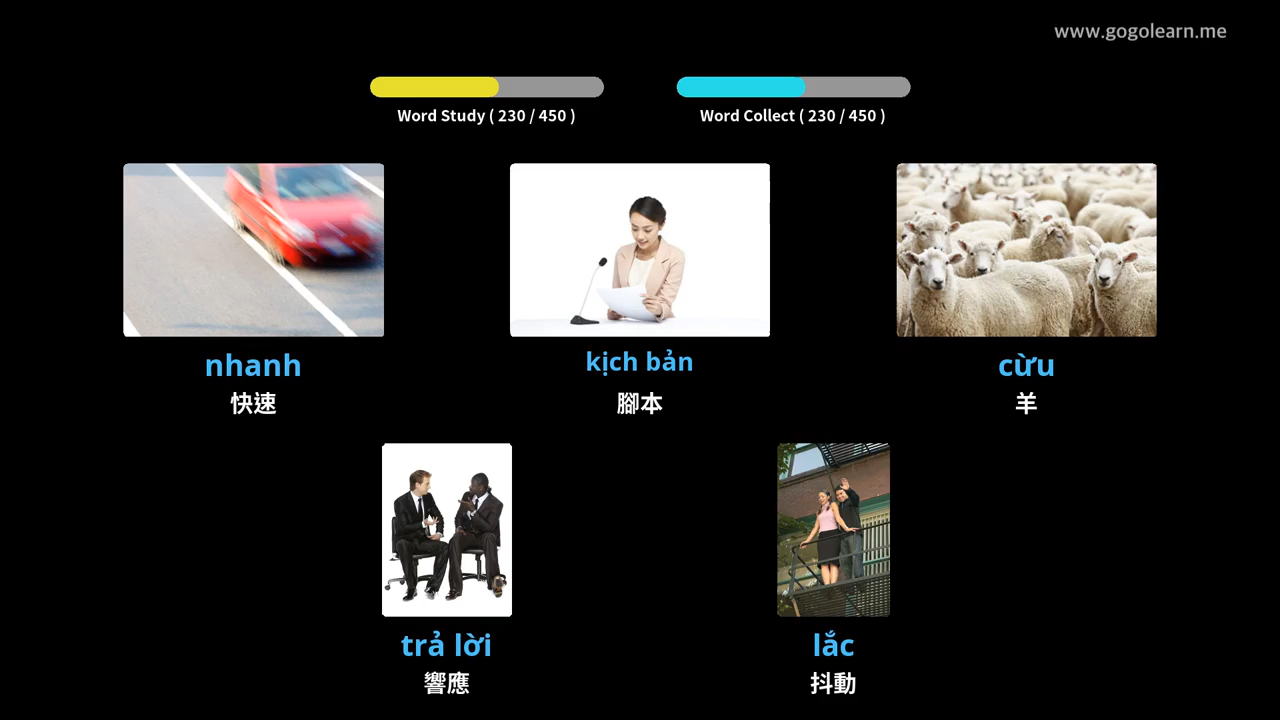 www.gogolearn.me
Word Study ( 230 / 450 )
Word Collect ( 230 / 450 )
nhanh
快速
kịch bản
腳本
cừu
羊
trả lời
響應
lắc
抖動